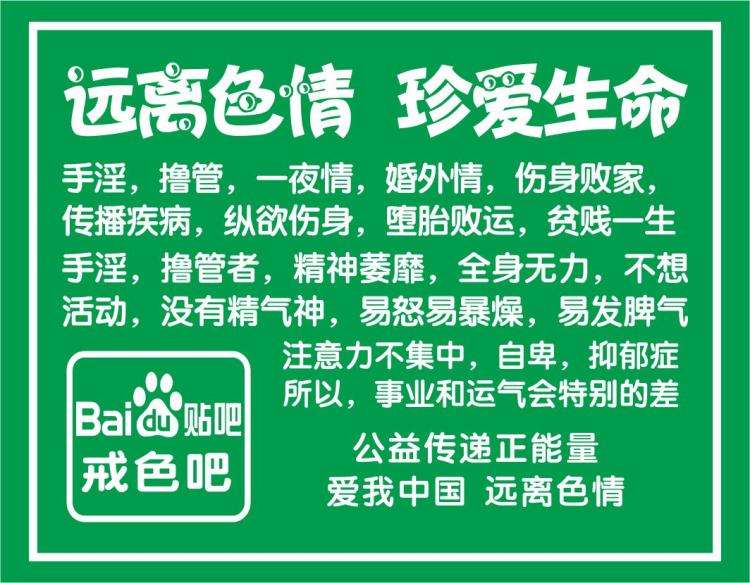 远离色情 珍爱生命
手淫，撸管，一夜情，婚外情，伤身败家，
传播疾病，纵欲伤身，堕胎败运，贫贱一生
手淫，撸管者，精神萎靡，全身无力，不想
活动，没有精气神，易怒易暴燥，易发脾气
注意力不集中，自卑，抑郁症
所以，事业和运气会特别的差
Bai du 贴吧
戒色吧
公益传递正能量
爱我中国 远离色情